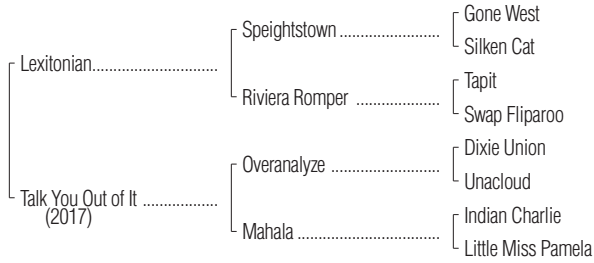 Gone West
Speightstown ....................
Silken Cat
Lexitonian.........................
Tapit
Riviera Romper .................
Swap Fliparoo
Dixie Union
Overanalyze ......................
Unacloud
Talk You Out of It ...............
(2017)
Indian Charlie
Mahala .............................
Little Miss Pamela